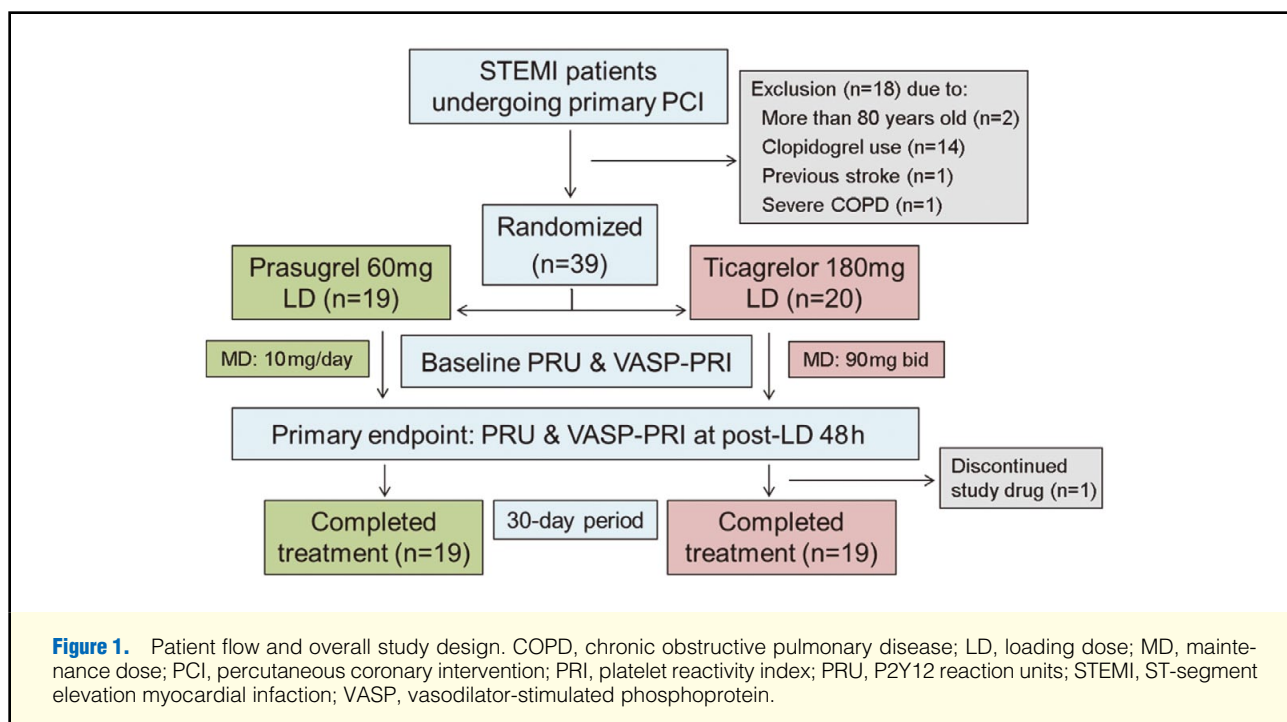 STEMI patients
undergoing primary PCI
Exclusion (n=18) due to:
More than 80 years old (n=2)
Clopidogrel use (n=14)
Previous stroke (n=1)
Severe COPD (n=1)
Randomized
(n=39)
Prasugrel 60mg
LD (n=19)
Ticagrelor 180mg
LD (n=20)
MD: 10mg/day
Baseline PRU & VASP-PRI
MD: 90mg bid
Primary endpoint: PRU & VASP-PRI at post-LD 48h
Discontinued
study drug (n=1)
Completed
treatment (n=19)
30-day period
Completed
treatment (n=19)
Figure 1. Patient flow and overall study design. COPD, chronic obstructive pulmonary disease; LD, loading dose; MD, mainte-
nance dose; PCI, percutaneous coronary intervention; PRI, platelet reactivity index; PRU, P2Y12 reaction units; STEMI, ST-segment
elevation myocardial infaction; VASP, vasodilator-stimulated phosphoprotein.